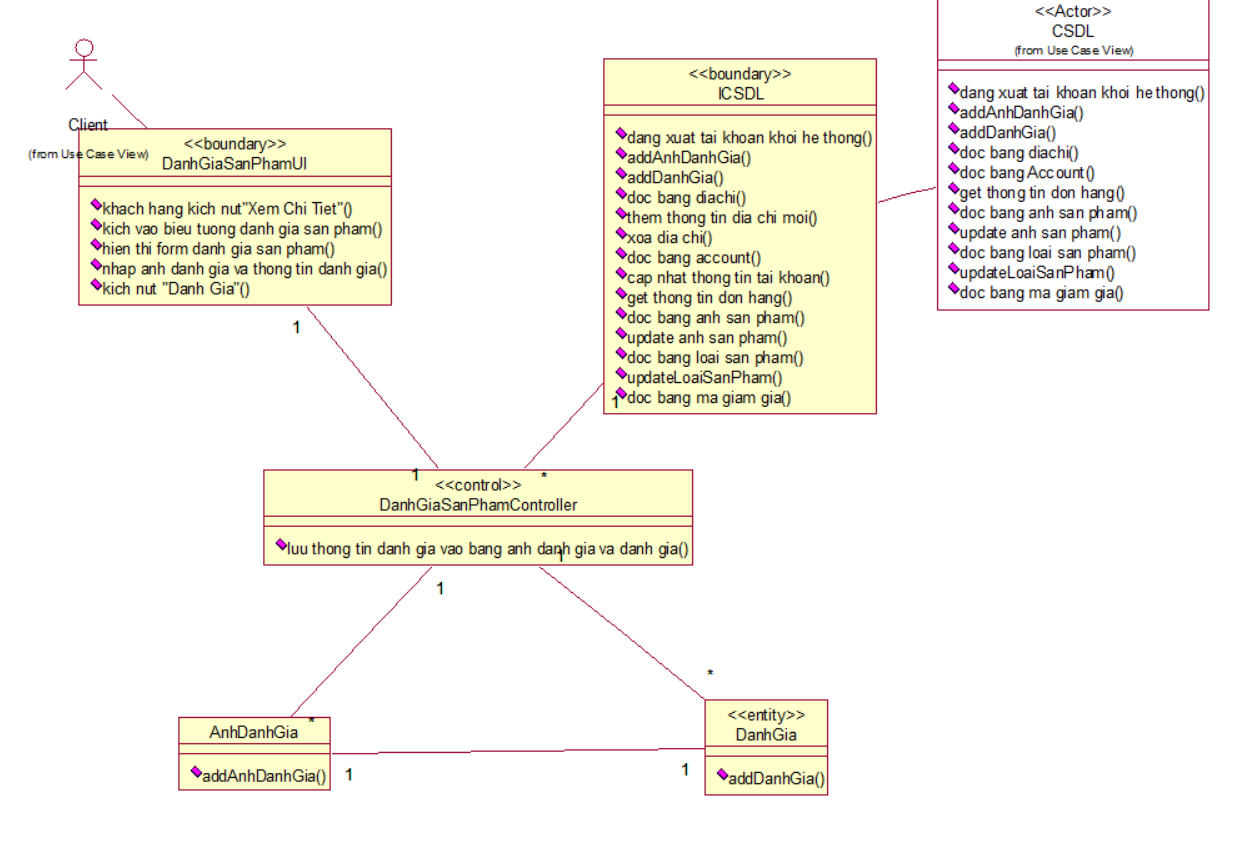 Client
(from Use Case View)
<<boundary>>
DanhGiaSanPhamUI
khach hang kich nut"Xem Chi Tiet"()
kich vao bieu tuong danh gia san pham()
hien thi form danh gia san pham()
nhap anh danh gia va thong tin danh gia()
kich nut "Danh Gia"()
1
<<boundary>>
ICSDL
dang xuat tai khoan khoi he thong()
addAnhDanhGia()
addDanhGia()
doc bang diachi()
them thong tin dia chi moi()
xoa dia chi()
doc bang account()
cap nhat thong tin tai khoan()
get thong tin don hang()
doc bang anh san pham()
update anh san pham()
doc bang loai san pham()
updateLoaiSanPham()
doc bang ma giam gia()
1
<<Actor>>
CSDL
(from Use Case View)
dang xuat tai khoan khoi he thong()
addAnhDanhGia()
addDanhGia()
doc bang diachi()
doc bang Account()
get thong tin don hang()
doc bang anh san pham()
update anh san pham()
doc bang loai san pham()
updateLoaiSanPham()
doc bang ma giam gia()
1
*
<<control>>
DanhGiaSanPhamController
luu thong tin danh gia vao bang anh danh gia va danh gia()
1
1
*
*
AnhDanhGia
addAnhDanhGia()
1
1
<<entity>>
DanhGia
addDanhGia()